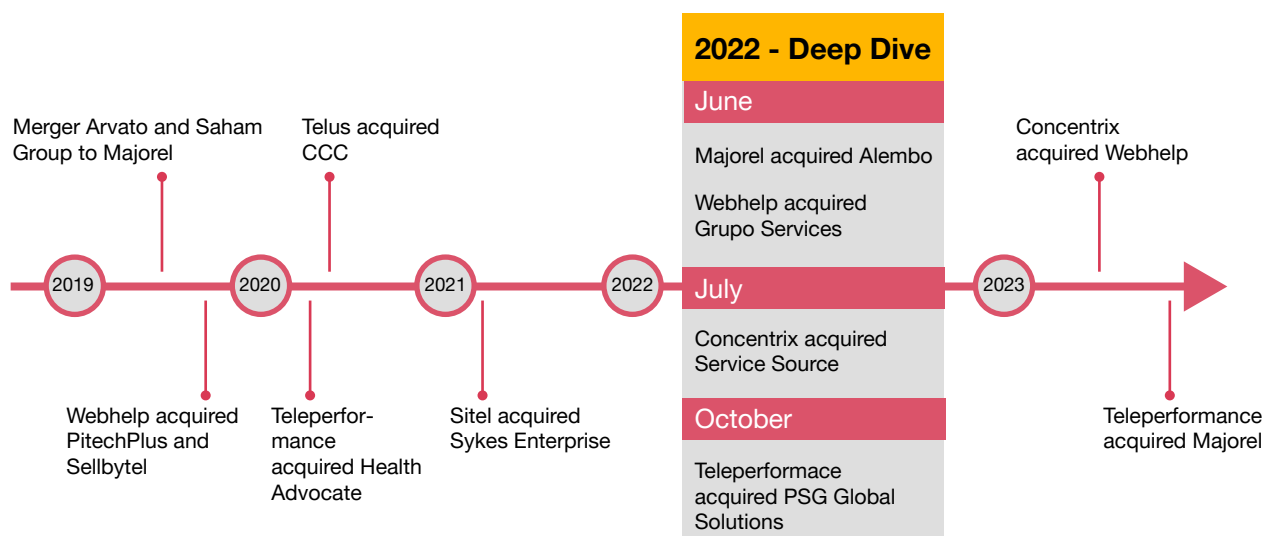 2022 - Deep Dive
June
Merger Arvato and Saham
Group to Majorel
Telus acquired
CCC
Majorel acquired Alembo
Webhelp acquired
Grupo Services
Concentrix
acquired Webhelp
2019
2020
2021
2022
July
2023
Concentrix acquired
Service Source
Webhelp acquired
PitechPlus and
Sellbytel
Teleperfor-
mance
acquired Health
Advocate
Sitel acquired
Sykes Enterprise
October
Teleperformace
acquired PSG Global
Solutions
Teleperformance
acquired Majorel